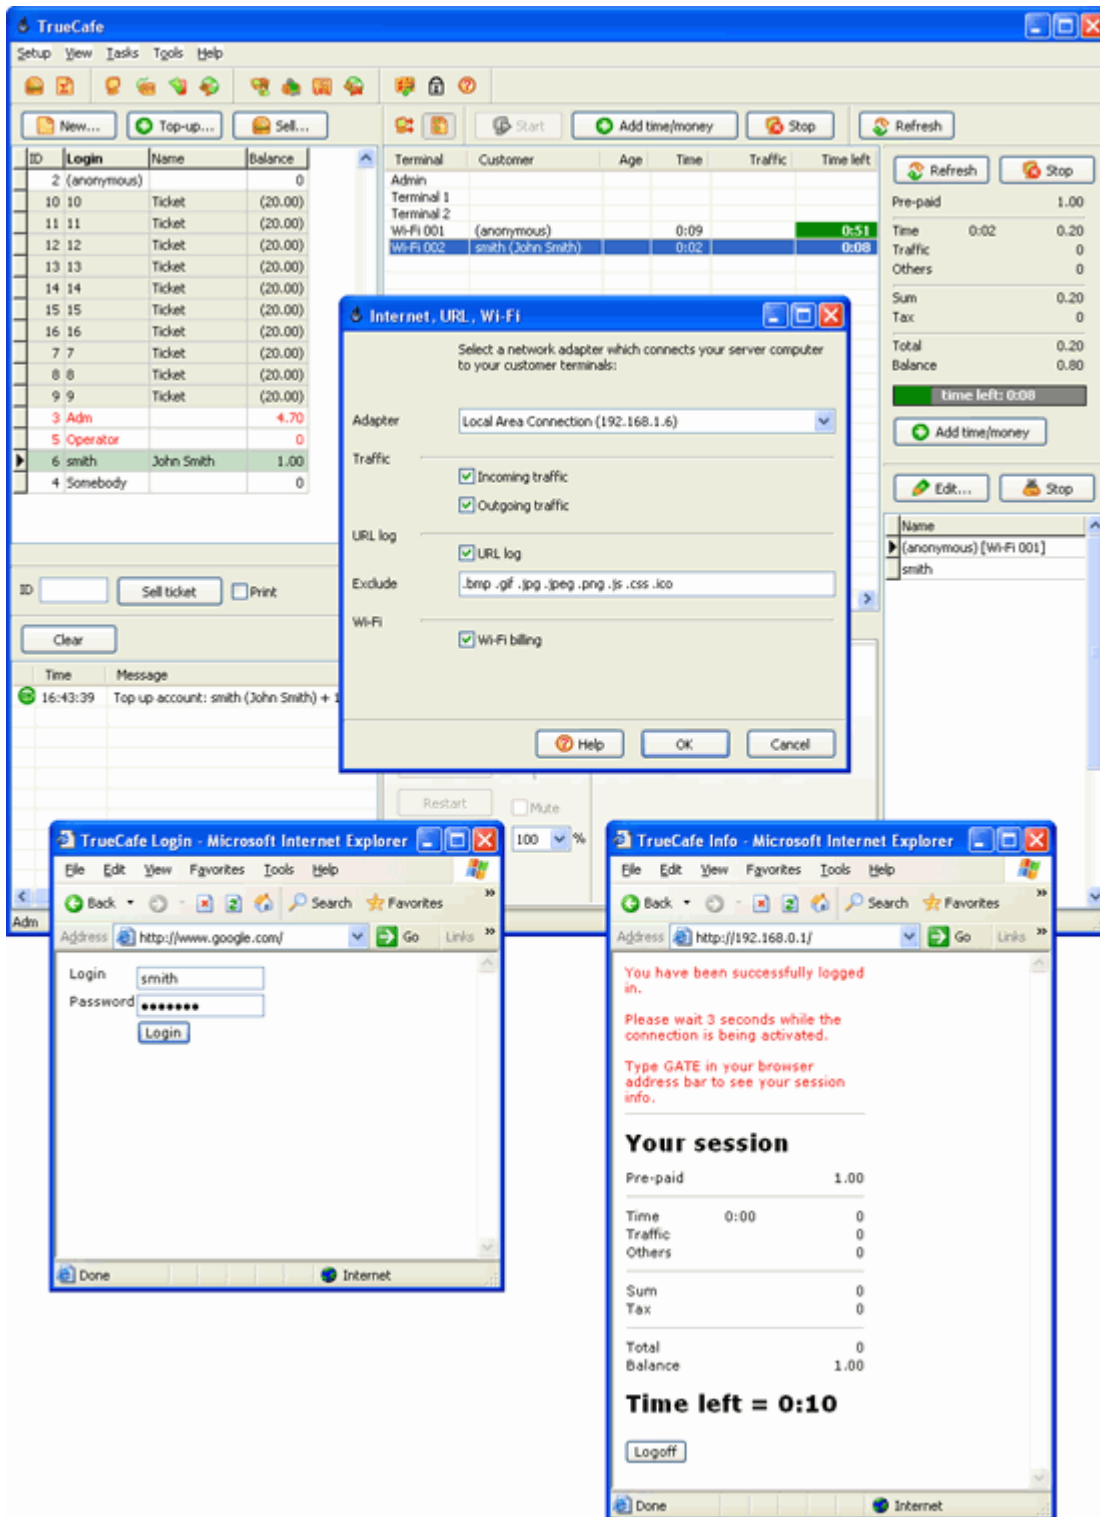 TrueCafe
Setup View Tasks Tools Help
New... Top-up... Sell... Start Add time/money Stop Refresh
ID Login Name Balance
2 (anonymous) 0
10 10 Ticket (20.00)
11 11 Ticket (20.00)
12 12 Ticket (20.00)
13 13 Ticket (20.00)
14 14 Ticket (20.00)
15 15 Ticket (20.00)
16 16 Ticket (20.00)
7 7 Ticket (20.00)
8 8 Ticket (20.00)
9 9 Ticket (20.00)
3 Adm 4.70
5 Operator 0
6 smith John Smith 1.00
4 Somebody 0
ID Sell ticket Print
Clear
Time Message
16:43:39 Top up account: smith (John Smith) + 1
Adm
Terminal Customer Age Time Traffic Time left
Admin
Terminal 1
Terminal 2
Wi-Fi 001 (anonymous) 0:09 0:51
Wi-Fi 002 smith (John Smith) 0:02 0:08
Refresh Stop
Pre-paid 1.00
Time 0:02 0.20
Traffic 0
Others 0
Sum 0.20
Tax 0
Total 0.20
Balance 0.80
time left: 0:08
Add time/money
Edit... Stop
Name
(anonymous) [Wi-Fi 001]
smith
Internet, URL, Wi-Fi
Select a network adapter which connects your server computer
to your customer terminals:
Adapter Local Area Connection (192.168.1.6)
Traffic
Incoming traffic
Outgoing traffic
URL log
URL log
Exclude .bmp .gif .jpg .jpeg .png .js .css .ico
Wi-Fi
Wi-Fi billing
Help OK Cancel
Restart Mute
100 %
TrueCafe Login - Microsoft Internet Explorer
File Edit View Favorites Tools Help
Back Search Favorites
Address http://www.google.com/ Go Links
Login smith
Password •••••••
Login
Done Internet
TrueCafe Info - Microsoft Internet Explorer
File Edit View Favorites Tools Help
Back Search Favorites
Address http://192.168.0.1/ Go Links
You have been successfully logged
in.
Please wait 3 seconds while the
connection is being activated.
Type GATE in your browser
address bar to see your session
info.
Your session
Pre-paid 1.00
Time 0:00 0
Traffic 0
Others 0
Sum 0
Tax 0
Total 0
Balance 1.00
Time left = 0:10
Logoff
Done Internet